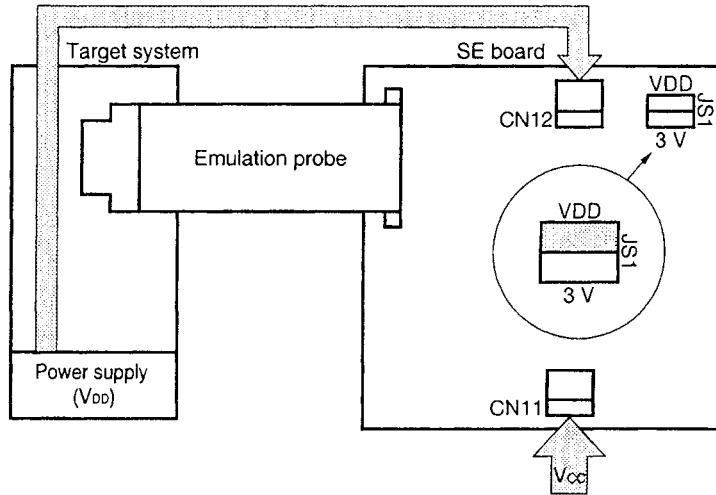 Target system
SE board
VDD
JS1
3 V
CN12
Emulation probe
VDD
JS1
3 V
Power supply
(VDD)
CN11
Vcc